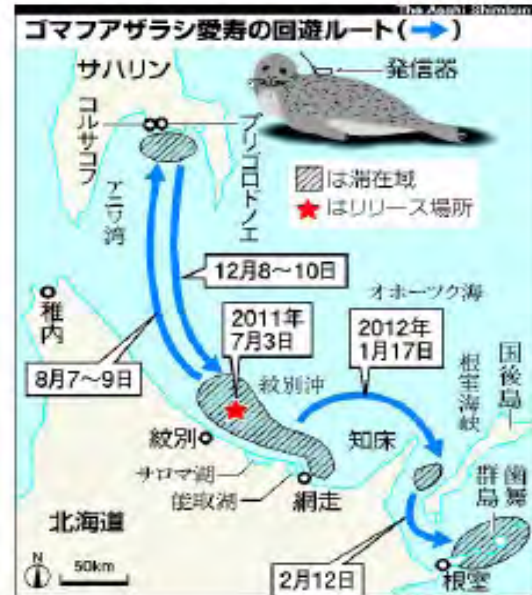 The Asahi Shimbun
ゴマフアザラシ愛寿の回遊ルート(→)
サハリン
発信器
コルサコフ
プリゴロドノエ
アニワ湾
は滞在域
★はリリース場所
12月8〜10日
オホーツク海
稚内
2011年
7月3日
2012年
1月17日
国後島
根室海峡
8月7〜9日
紋別沖
紋別
知床
サロマ湖
能取湖
網走
歯舞
群島
北海道
N
50km
2月12日
根室